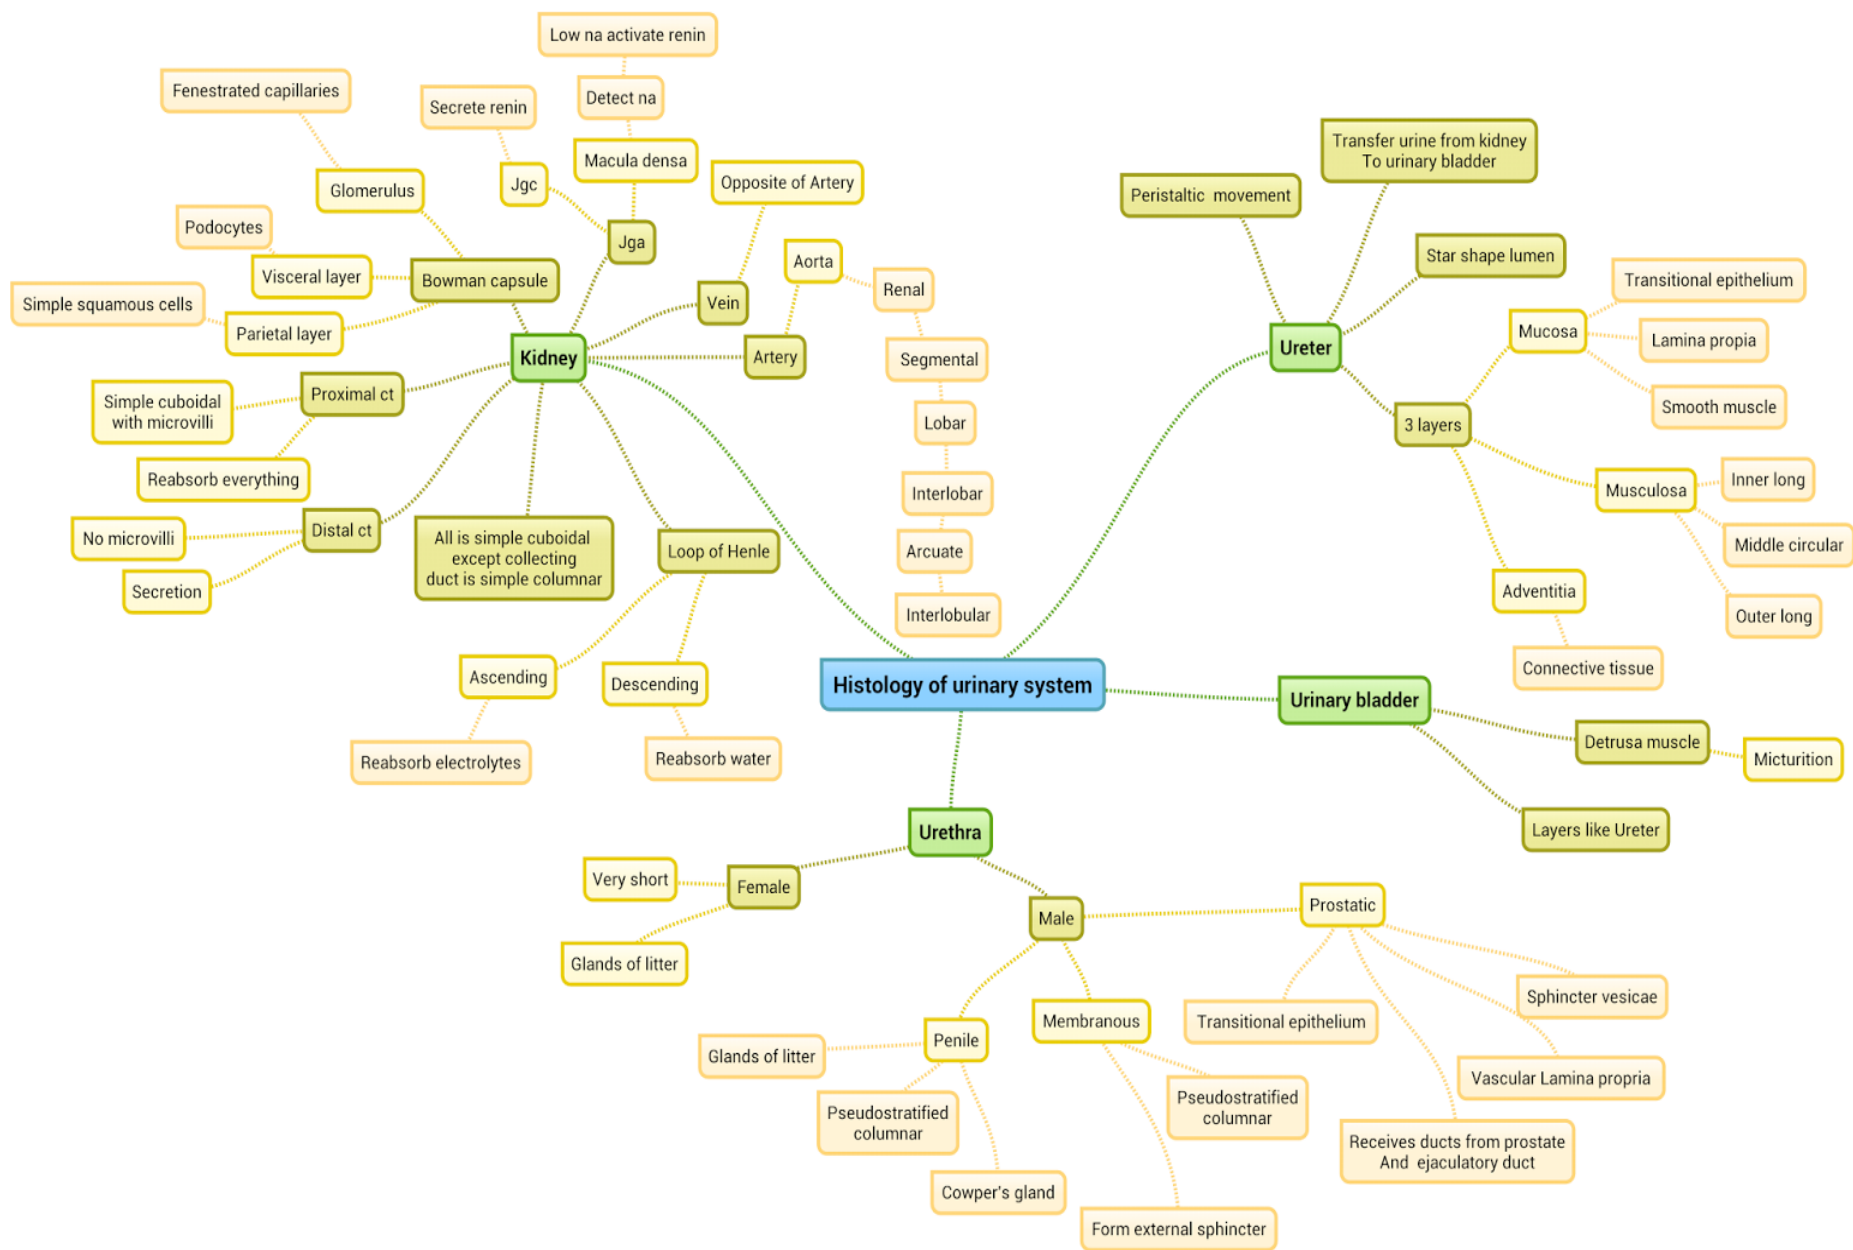 Low na activate renin
Fenestrated capillaries
Secrete renin
Detect na
Macula densa
Jgc
Opposite of Artery
Glomerulus
Podocytes
Jga
Visceral layer
Bowman capsule
Aorta
Simple squamous cells
Parietal layer
Vein
Renal
Kidney
Artery
Segmental
Proximal ct
Simple cuboidal
with microvilli
Lobar
Reabsorb everything
Interlobar
No microvilli
Distal ct
All is simple cuboidal
except collecting
duct is simple columnar
Loop of Henle
Arcuate
Secretion
Interlobular
Ascending
Descending
Reabsorb electrolytes
Reabsorb water
Histology of urinary system
Transfer urine from kidney
To urinary bladder
Peristaltic  movement
Star shape lumen
Transitional epithelium
Ureter
Mucosa
Lamina propia
Smooth muscle
3 layers
Musculosa
Inner long
Middle circular
Adventitia
Outer long
Connective tissue
Urinary bladder
Detrusa muscle
Micturition
Layers like Ureter
Urethra
Very short
Female
Glands of litter
Male
Prostatic
Sphincter vesicae
Transitional epithelium
Membranous
Penile
Glands of litter
Vascular Lamina propria
Pseudostratified
columnar
Pseudostratified
columnar
Receives ducts from prostate
And  ejaculatory duct
Cowper's gland
Form external sphincter